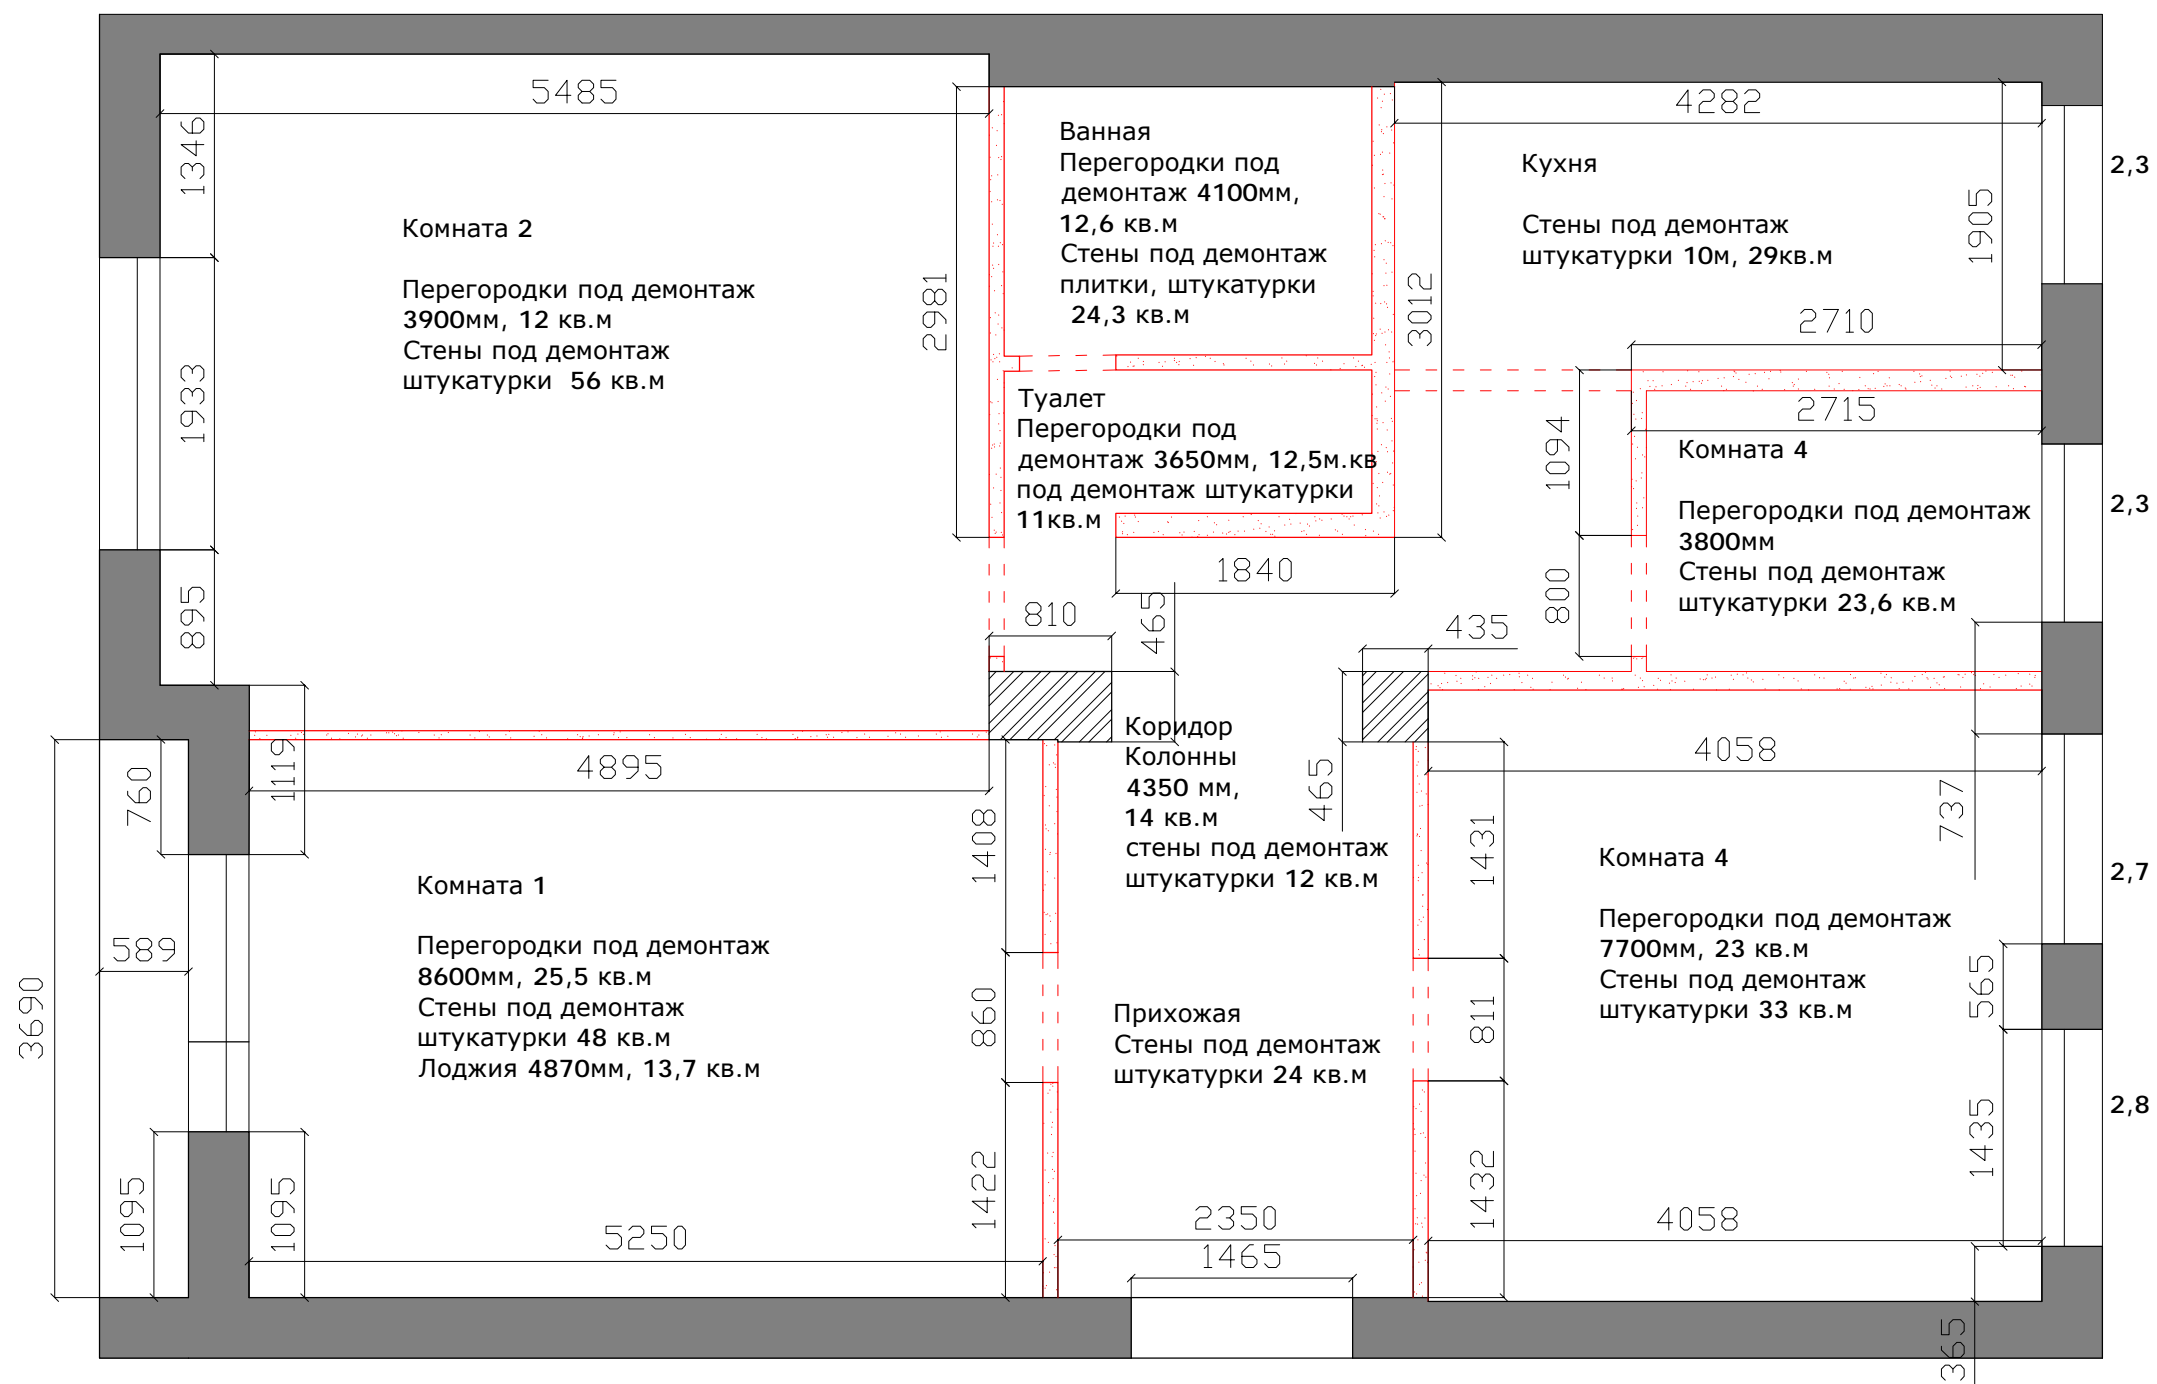 5485
4282
1346
Ванная
Перегородки под
демонтаж 4100мм,
12,6 кв.м
Стены под демонтаж
плитки, штукатурки
24,3 кв.м
Кухня
Стены под демонтаж
штукатурки 10м, 29кв.м
2,3
1905
Комната 2
Перегородки под демонтаж
3900мм, 12 кв.м
Стены под демонтаж
штукатурки 56 кв.м
2981
3012
2710
1933
Туалет
Перегородки под
демонтаж 3650мм, 12,5м.кв
под демонтаж штукатурки
11кв.м
2715
1094
Комната 4
Перегородки под демонтаж
3800мм
Стены под демонтаж
штукатурки 23,6 кв.м
2,3
1840
800
895
810
465
435
Коридор
Колонны
4350 мм,
14 кв.м
стены под демонтаж
штукатурки 12 кв.м
4895
1119
760
465
4058
737
1408
1431
Комната 1
Перегородки под демонтаж
8600мм, 25,5 кв.м
Стены под демонтаж
штукатурки 48 кв.м
Лоджия 4870мм, 13,7 кв.м
Комната 4
Перегородки под демонтаж
7700мм, 23 кв.м
Стены под демонтаж
штукатурки 33 кв.м
2,7
589
3690
860
811
565
Прихожая
Стены под демонтаж
штукатурки 24 кв.м
2,8
1435
1095
1095
1422
1432
5250
2350
1465
4058
365